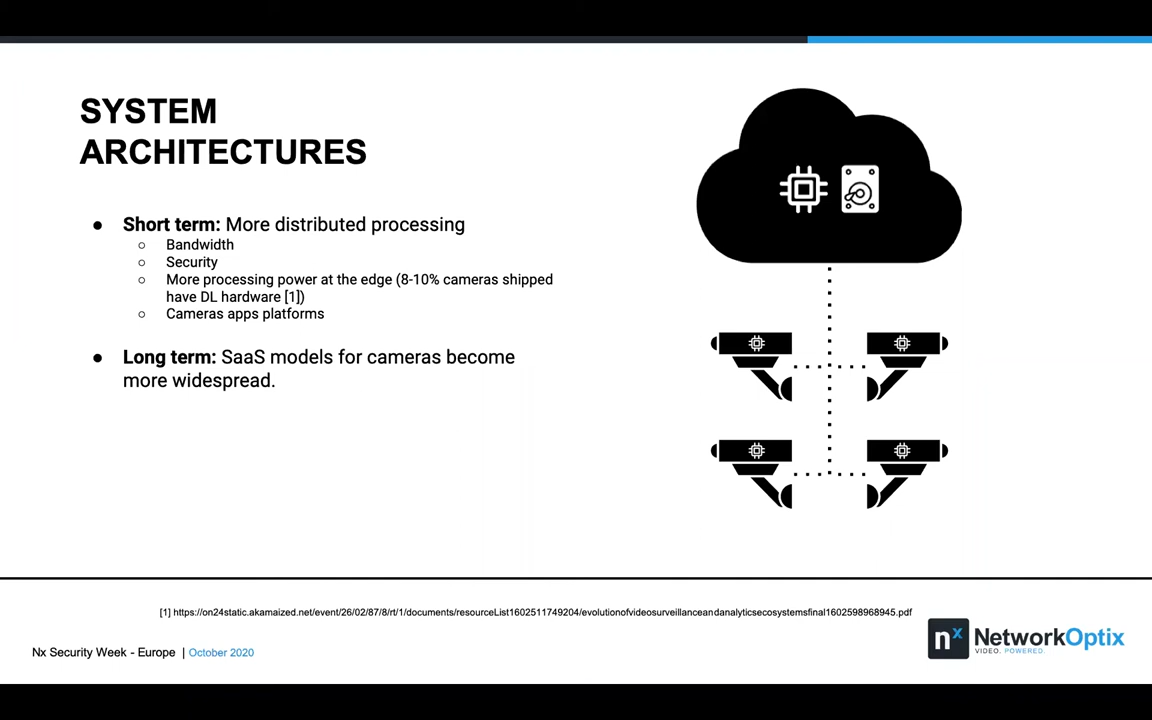 SYSTEM
ARCHITECTURES
● Short term: More distributed processing
○ Bandwidth
○ Security
○ More processing power at the edge (8-10% cameras shipped
have DL hardware [1])
○ Cameras apps platforms
● Long term: SaaS models for cameras become
more widespread.
[1] https://on24static.akamaized.net/event/26/02/87/8/rt/1/documents/resourceList1602511749204/evolutionofvideosurveillanceandanalyticsecosystemsfinal1602598968945.pdf
Nx Security Week - Europe | October 2020
nx NetworkOptix
VIDEO. POWERED.